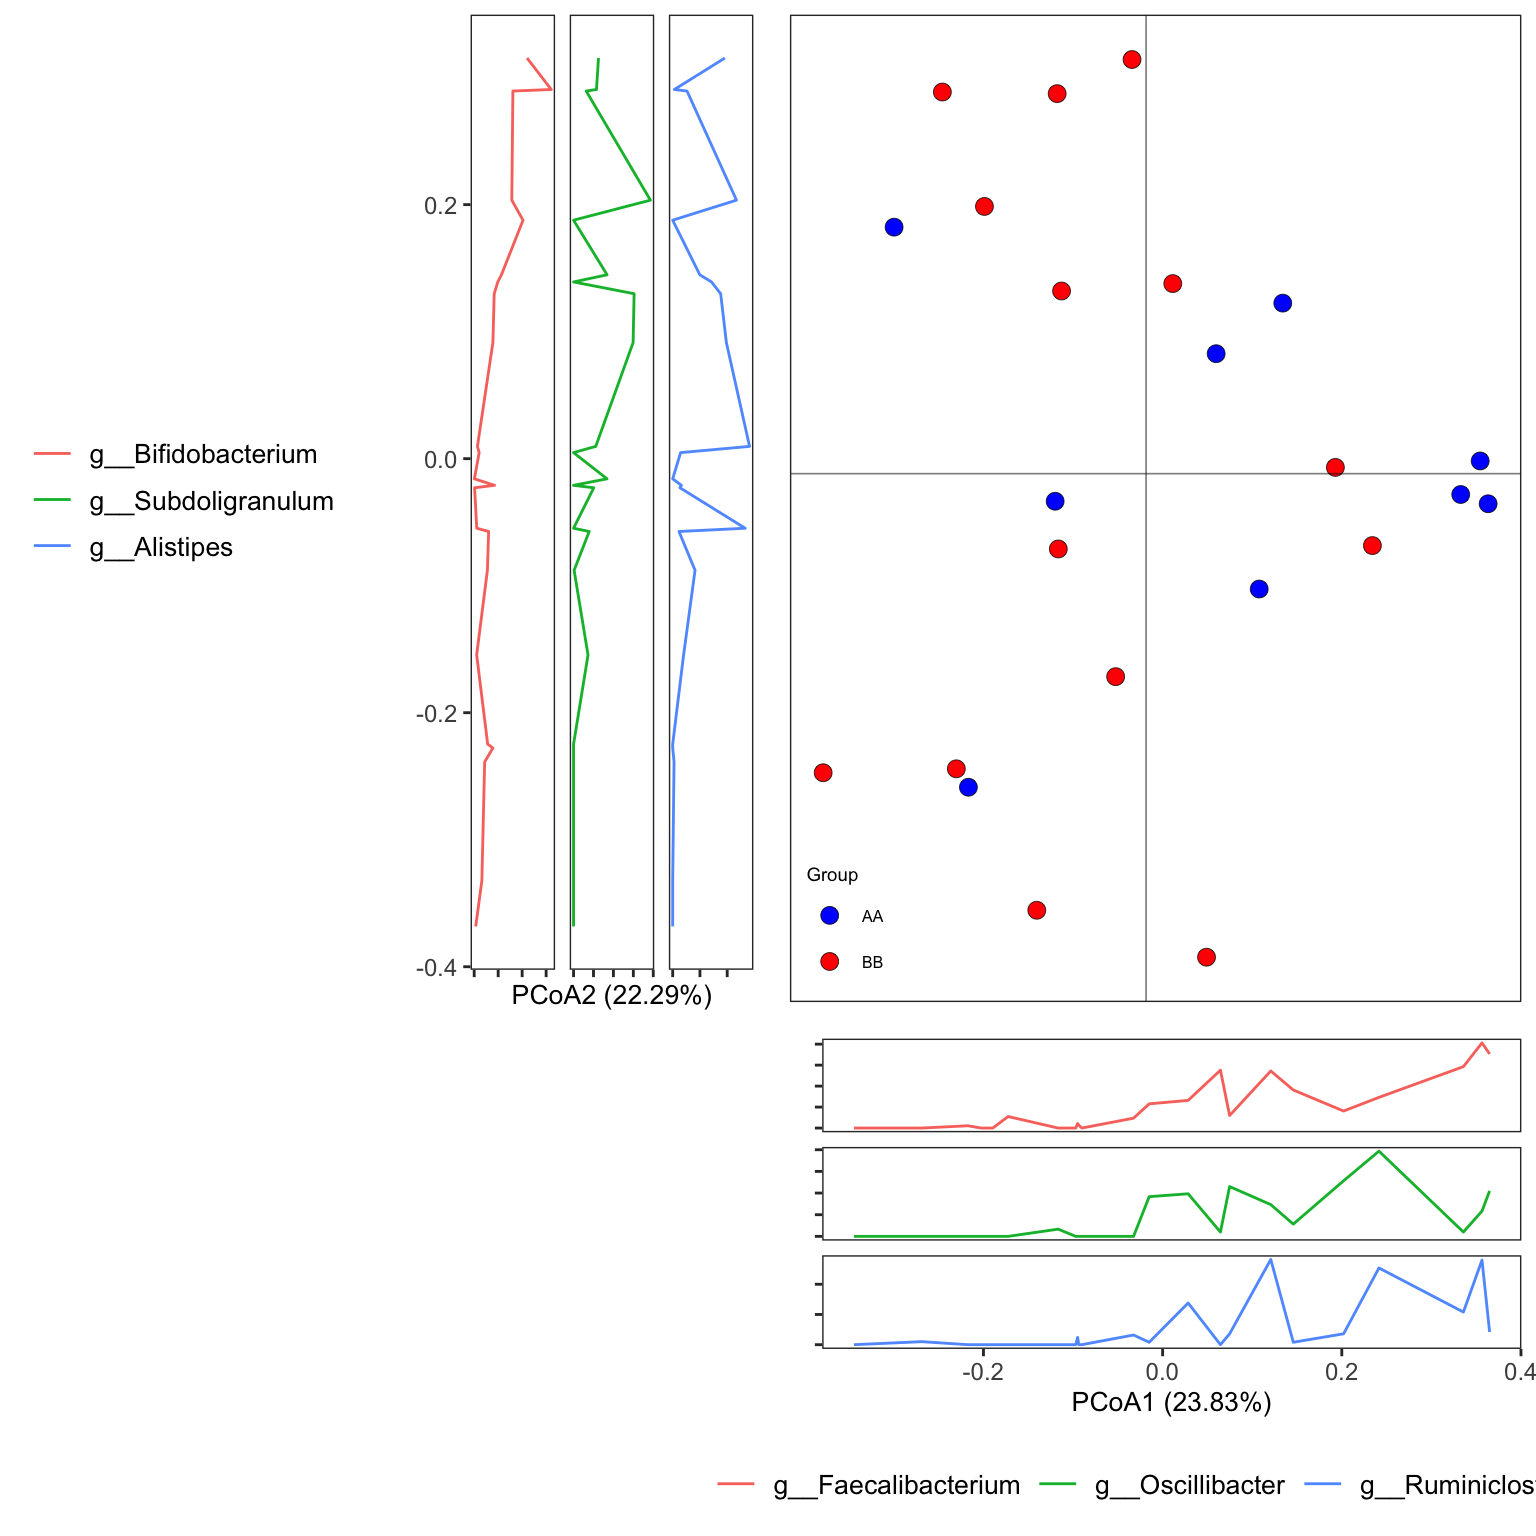 0.2
0.0
-0.2
-0.4
g__Bifidobacterium
g__Subdoligranulum
g__Alistipes
PCoA2 (22.29%)
Group
AA
BB
-0.2 0.0 0.2 0.4
PCoA1 (23.83%)
g__Faecalibacterium g__Oscillibacter g__Ruminiclos